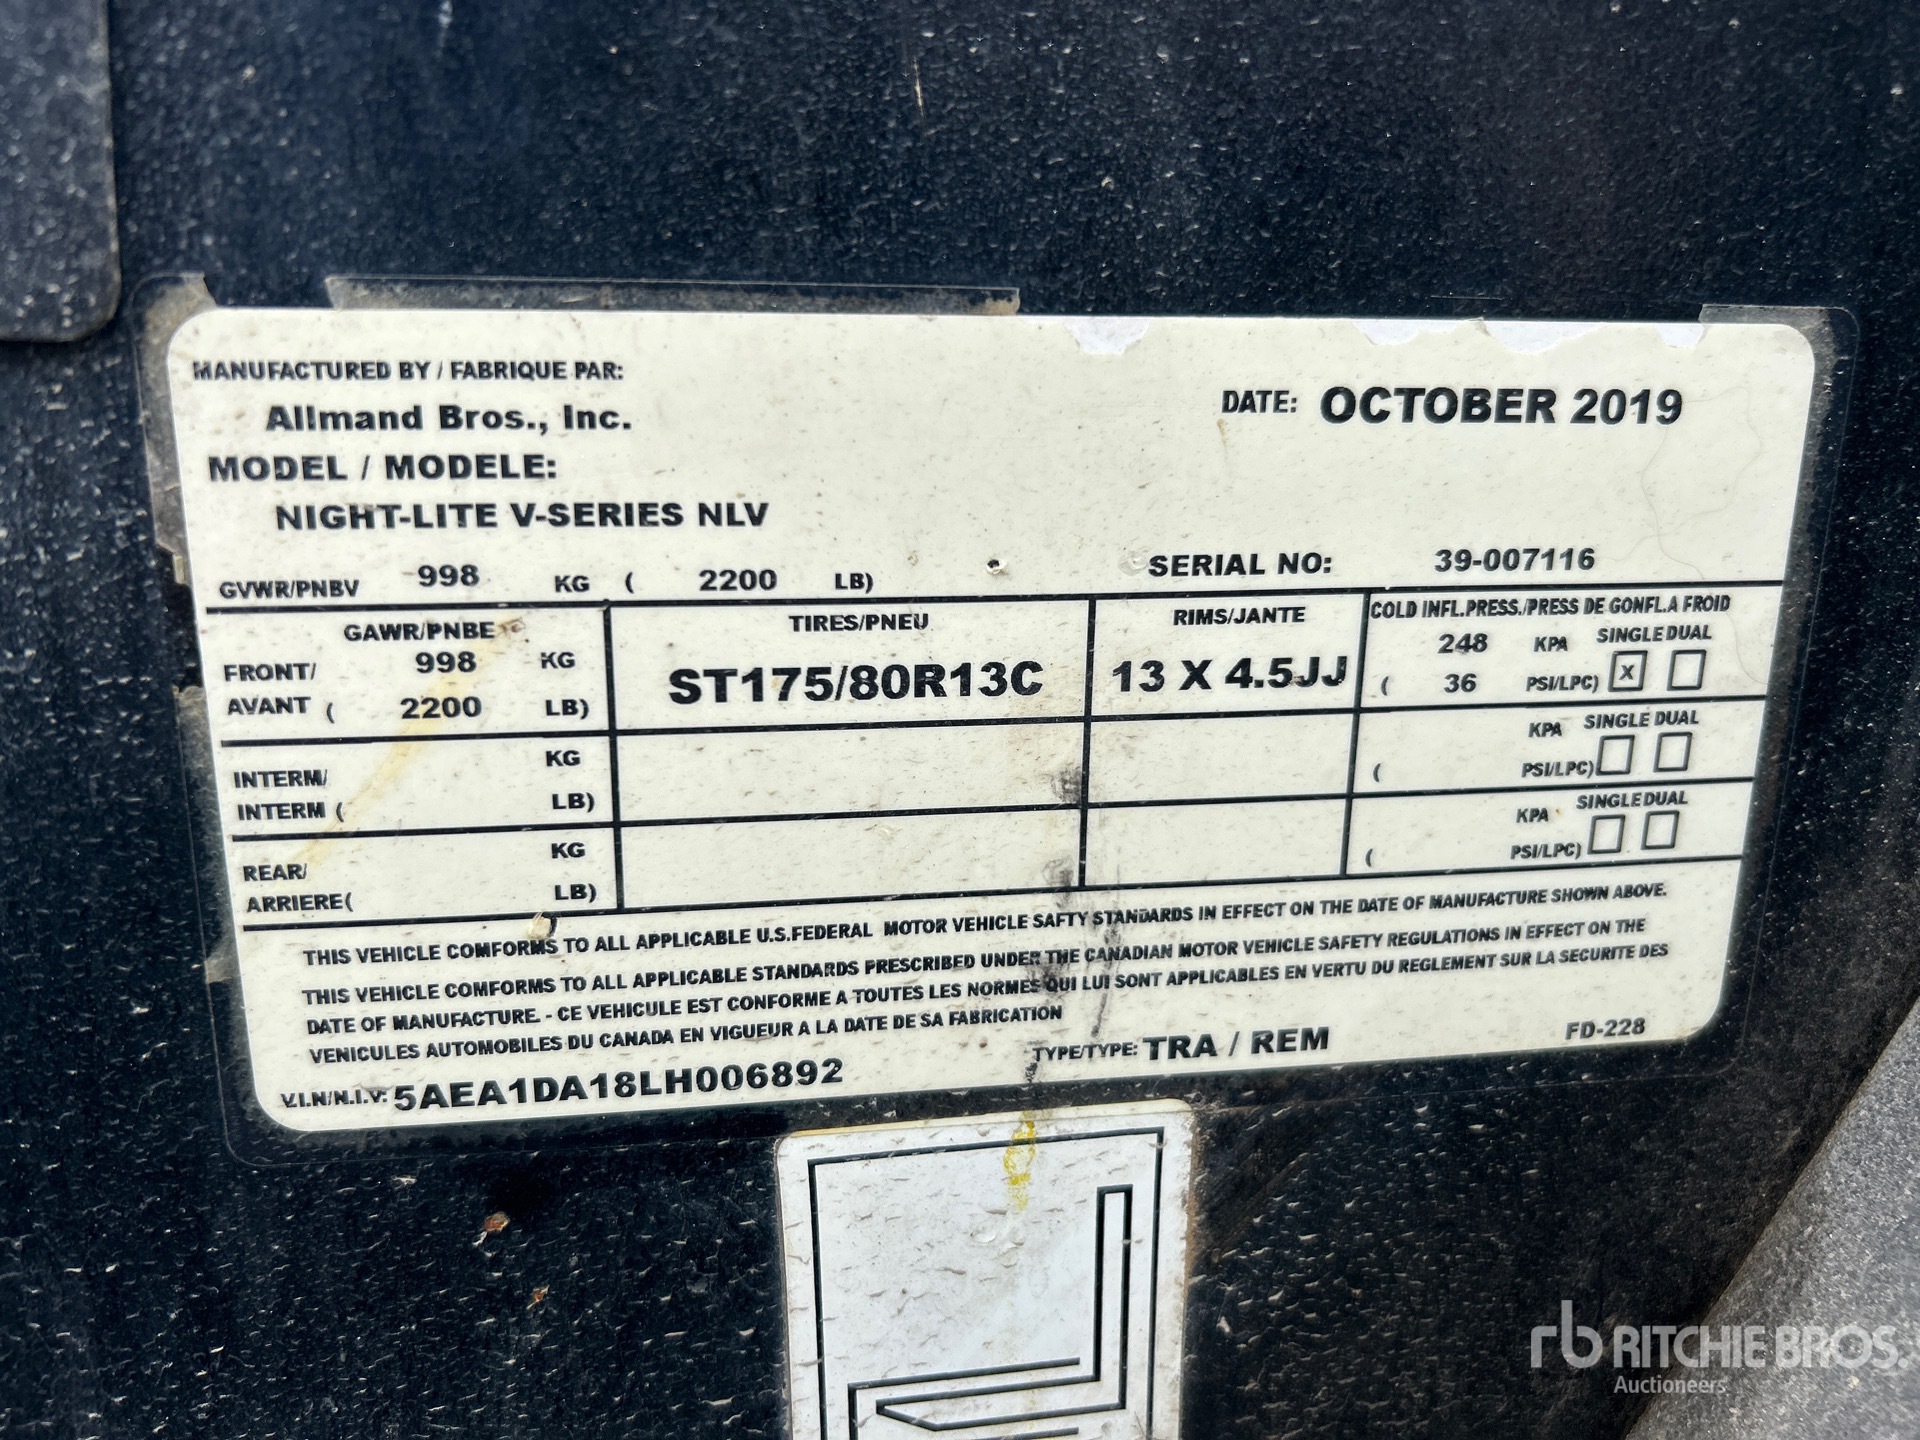 MANUFACTURED BY / FABRIQUE PAR:
Allmand Bros., Inc.
DATE: OCTOBER 2019
MODEL / MODELE:
NIGHT-LITE V-SERIES NLV
GVWR/PNBV 998 KG ( 2200 LB) SERIAL NO: 39-007116
GAWR/PNBE TIRES/PNEU RIMS/JANTE COLD INFL.PRESS./PRESS DE GONFL.A FROID
FRONT/ 998 KG ST175/80R13C 13 X 4.5JJ 248 KPA SINGLE DUAL
AVANT ( 2200 LB) ( 36 PSI/LPC) X
INTERM/ KG KPA SINGLE DUAL
INTERM ( LB) ( PSI/LPC)
REAR/ KG KPA SINGLE DUAL
ARRIERE( LB) ( PSI/LPC)
THIS VEHICLE COMFORMS TO ALL APPLICABLE U.S.FEDERAL MOTOR VEHICLE SAFTY STANDARDS IN EFFECT ON THE DATE OF MANUFACTURE SHOWN ABOVE.
THIS VEHICLE COMFORMS TO ALL APPLICABLE STANDARDS PRESCRIBED UNDER THE CANADIAN MOTOR VEHICLE SAFETY REGULATIONS IN EFFECT ON THE
DATE OF MANUFACTURE. - CE VEHICULE EST CONFORME A TOUTES LES NORMES QUI LUI SONT APPLICABLES EN VERTU DU REGLEMENT SUR LA SECURITE DES
VENICULES AUTOMOBILES DU CANADA EN VIGUEUR A LA DATE DE SA FABRICATION
V.I.N/N.I.V: 5AEA1DA18LH006892 TYPE/TYPE: TRA / REM FD-228
rb RITCHIE BROS.
Auctioneers